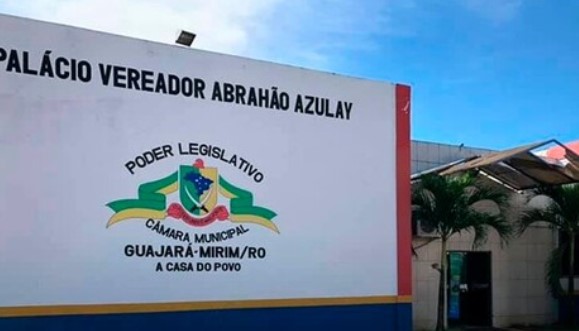 PALÁCIO VEREADOR ABRAHÃO AZULAY
PODER LEGISLATIVO
CÂMARA MUNICIPAL
GUAJARÁ-MIRIM/RO
A CASA DO POVO